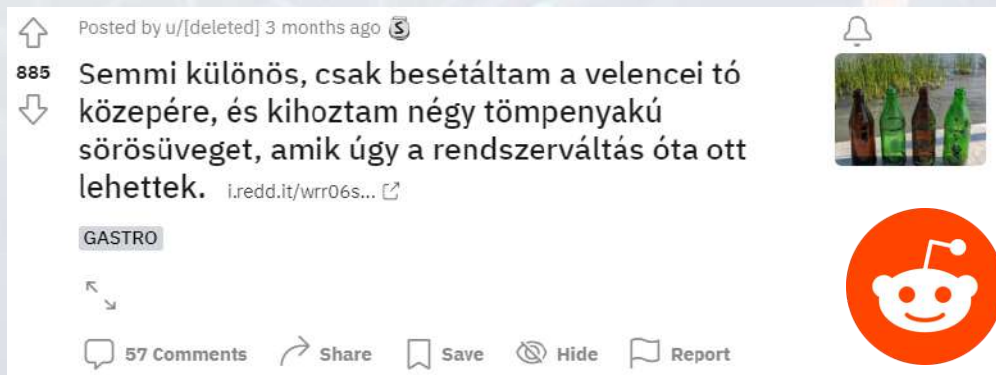 Posted by u/[deleted] 3 months ago
885
Semmi különös, csak besétáltam a velencei tó
közepére, és kihoztam négy tömpenyakú
sörösüveget, amik úgy a rendszerváltás óta ott
lehettek. i.redd.it/wrr06s...
GASTRO
57 Comments Share Save Hide Report